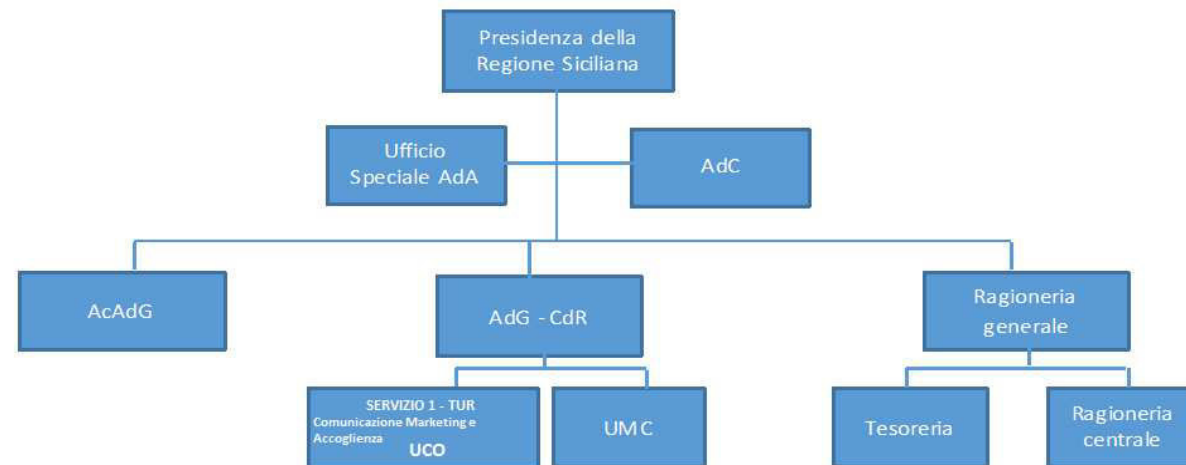 Presidenza della
Regione Siciliana
Ufficio
Speciale AdA
AdC
AcAdG
AdG - CdR
Ragioneria
generale
SERVIZIO 1 - TUR
Comunicazione Marketing e
Accoglienza
UCO
UMC
Tesoreria
Ragioneria
centrale